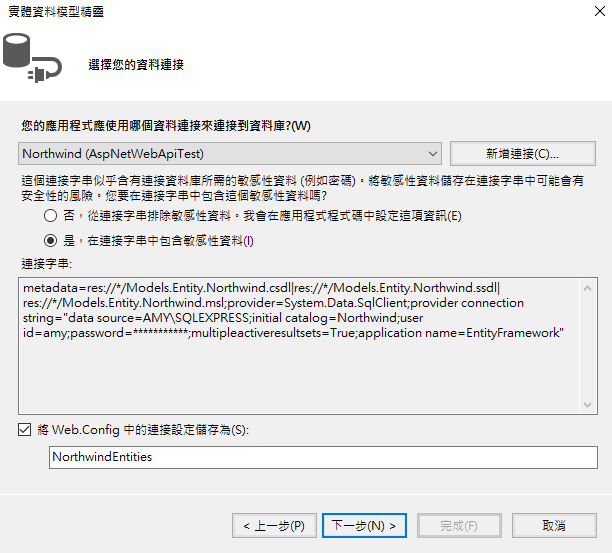 實體資料模型精靈
選擇您的資料連接
您的應用程式應使用哪個資料連接來連接到資料庫?(W)
Northwind (AspNetWebApiTest)
新增連接(C)...
這個連接字串似乎含有連接資料庫所需的敏感性資料 (例如密碼)。將敏感性資料儲存在連接字串中可能會有
安全性的風險。您要在連接字串中包含這個敏感性資料嗎?
否，從連接字串排除敏感性資料。我會在應用程式程式碼中設定這項資訊(E)
是，在連接字串中包含敏感性資料(I)
連接字串:
metadata=res://*/Models.Entity.Northwind.csdl|res://*/Models.Entity.Northwind.ssdl|
res://*/Models.Entity.Northwind.msl;provider=System.Data.SqlClient;provider connection
string="data source=AMY\SQLEXPRESS;initial catalog=Northwind;user
id=amy;password=***********;multipleactiveresultsets=True;application name=EntityFramework"
將 Web.Config 中的連接設定儲存為(S):
NorthwindEntities
< 上一步(P)
下一步(N) >
完成(F)
取消